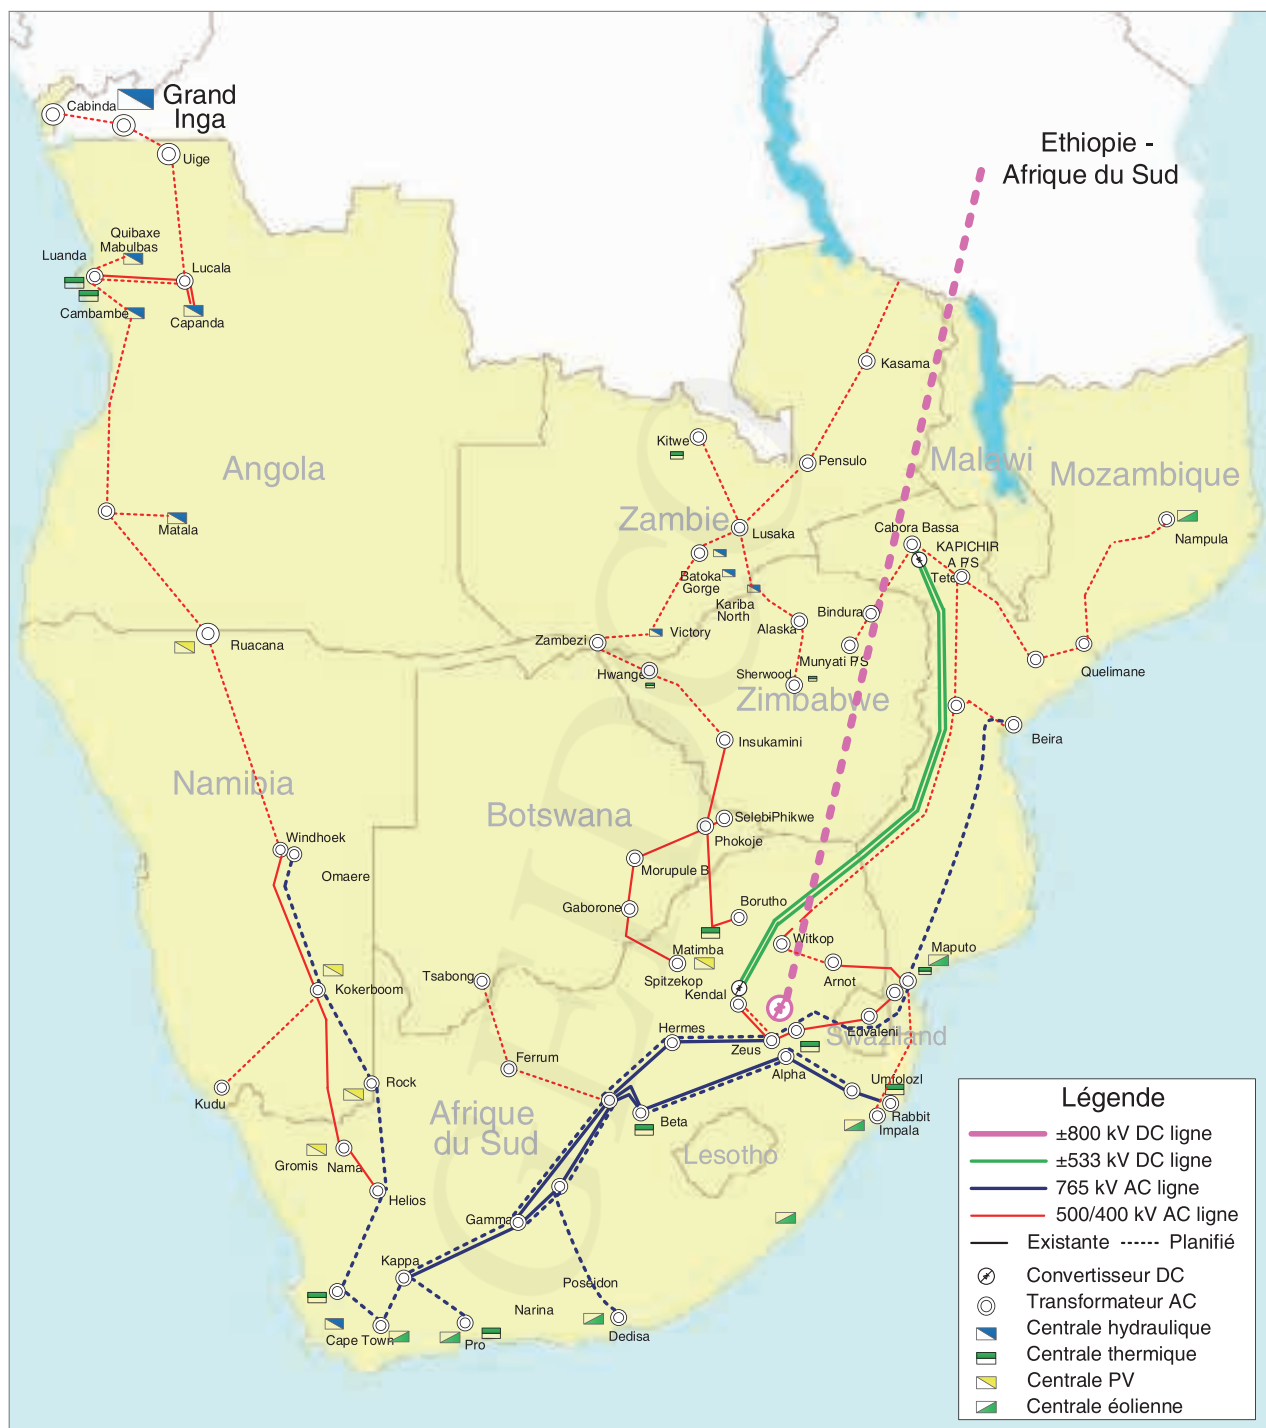 Cabinda
Grand
Inga
Uige
Ethiopie -
Afrique du Sud
Quibaxe
Mabulbas
Luanda
Lucala
Cambambe
Capanda
Kasama
Kitwe
Pensulo
Angola
Malawi
Mozambique
Matala
Zambie
Lusaka
Cabora Bassa
Nampula
KAPICHIR
A P/S
Tete
Batoka
Gorge
Kariba
North
Bindura
Alaska
Victory
Zambezi
Ruacana
Munyati P/S
Hwange
Sherwood
Quelimane
Zimbabwe
Insukamini
Beira
Namibia
Botswana
SelebiPhikwe
Phokoje
Windhoek
Omaere
Morupule B
Gaborone
Borutho
Witkop
Matimba
Maputo
Spitzekop
Arnot
Tsabong
Kendal
Kokerboom
Hermes
Edvaleni
Swaziland
Zeus
Ferrum
Alpha
Rock
Umfolozl
Kudu
Afrique
du Sud
Beta
Rabbit
Impala
Lesotho
Gromis
Nama
Helios
Gamma
Kappa
Poseidon
Narina
Cape Town
Pro
Dedisa
GEIDCO
Légende
±800 kV DC ligne
±533 kV DC ligne
765 kV AC ligne
500/400 kV AC ligne
Existante
Planifié
Convertisseur DC
Transformateur AC
Centrale hydraulique
Centrale thermique
Centrale PV
Centrale éolienne